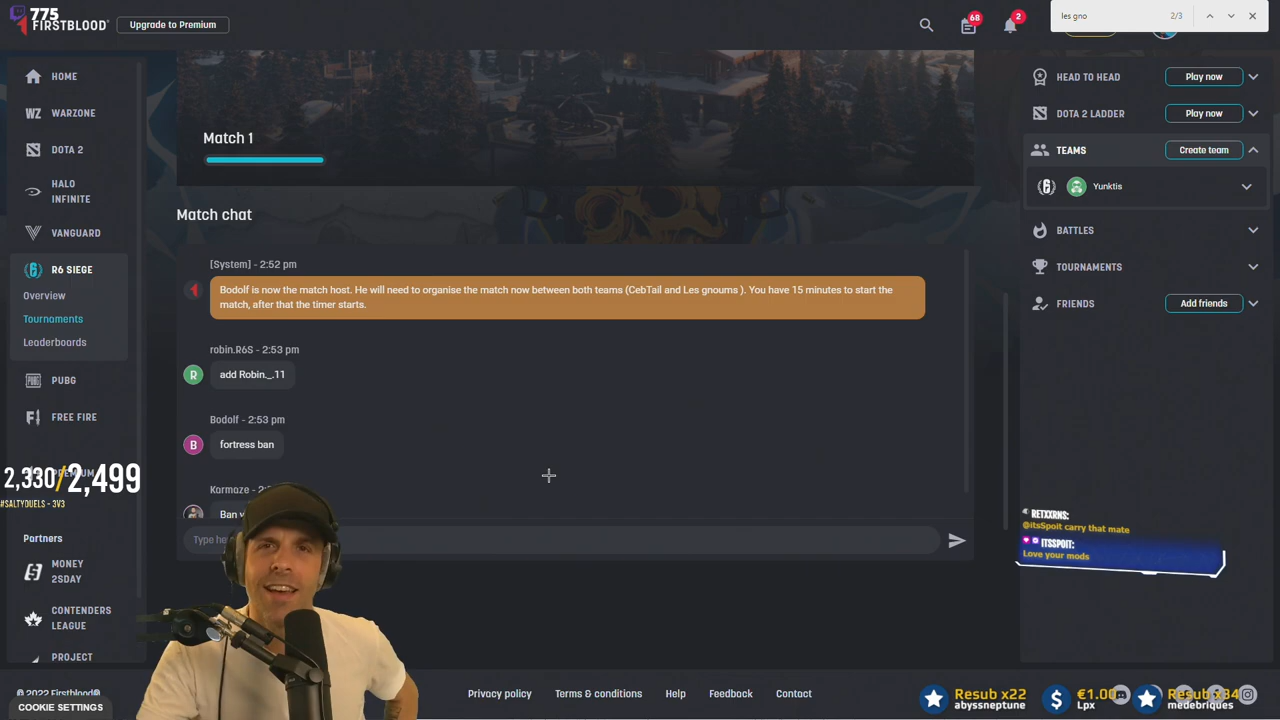 775
FIRSTBLOOD
Upgrade to Premium
68
2
les gno
2/3
HOME
WARZONE
DOTA 2
HALO
INFINITE
VANGUARD
R6 SIEGE
Overview
Tournaments
Leaderboards
PUBG
FREE FIRE
PREMIUM
2,330/2,499
#SALTYDUELS - 3V3
Partners
MONEY
2SDAY
CONTENDERS
LEAGUE
PROJECT
© 2022 Firstblood®
COOKIE SETTINGS
Match 1
Match chat
[System] - 2:52 pm
Bodolf is now the match host. He will need to organise the match now between both teams (CebTail and Les gnoums ). You have 15 minutes to start the
match, after that the timer starts.
robin.R6S - 2:53 pm
R
add Robin._.11
Bodolf - 2:53 pm
B
fortress ban
Karmaze - 2:
Ban
Type he
HEAD TO HEAD
Play now
DOTA 2 LADDER
Play now
TEAMS
Create team
Yunktis
BATTLES
TOURNAMENTS
FRIENDS
Add friends
RETXXRNS:
@itsSpoit carry that mate
ITSSPOIT:
Love your mods
Privacy policy
Terms & conditions
Help
Feedback
Contact
Resub x22
abyssneptune
€1.00
Lpx
Resub x34
medebriques